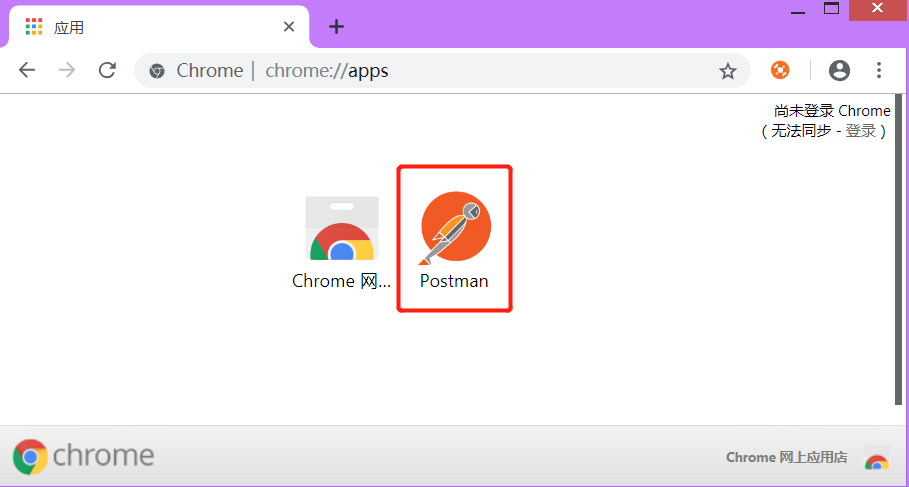 应用
Chrome | chrome://apps
尚未登录 Chrome
( 无法同步 - 登录 )
Chrome 网...
Postman
chrome
Chrome 网上应用店